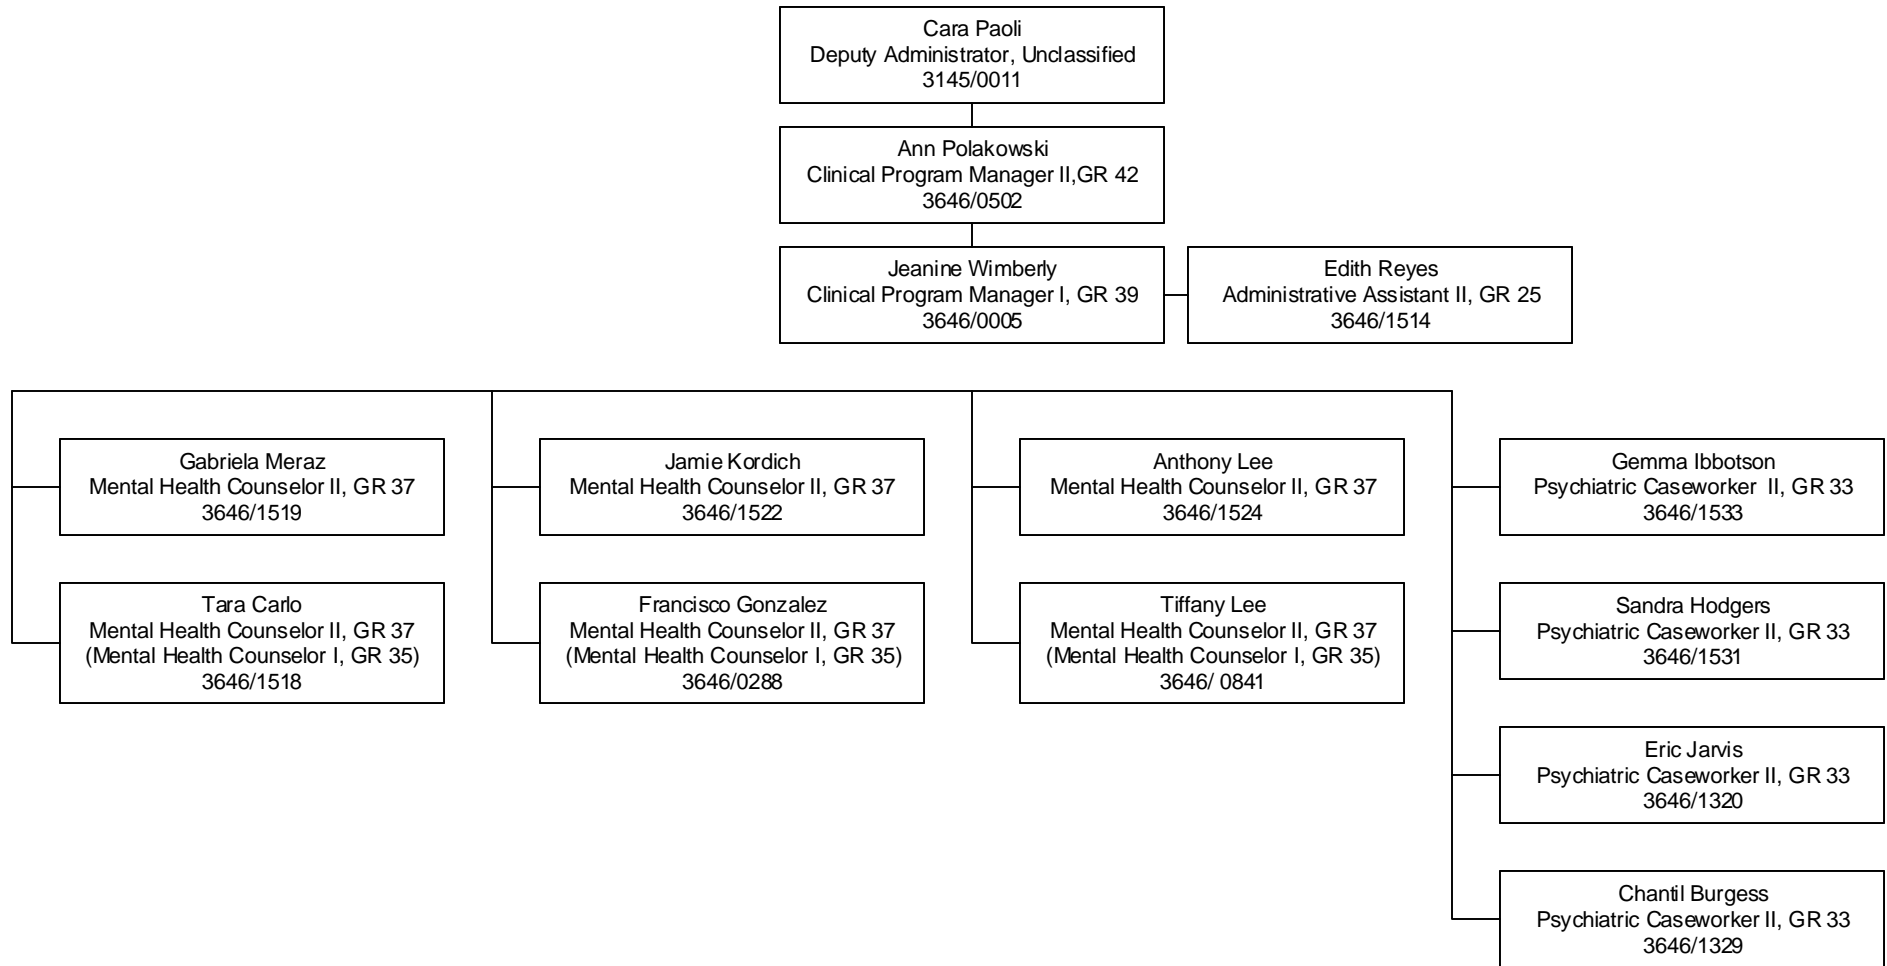 Cara Paoli
Deputy Administrator, Unclassified
3145/0011
Ann Polakowski
Clinical Program Manager II,GR 42
3646/0502
Jeanine Wimberly
Clinical Program Manager I, GR 39
3646/0005
Edith Reyes
Administrative Assistant II, GR 25
3646/1514
Gabriela Meraz
Mental Health Counselor II, GR 37
3646/1519
Jamie Kordich
Mental Health Counselor II, GR 37
3646/1522
Anthony Lee
Mental Health Counselor II, GR 37
3646/1524
Gemma Ibbotson
Psychiatric Caseworker  II, GR 33
3646/1533
Tara Carlo
Mental Health Counselor II, GR 37
(Mental Health Counselor I, GR 35)
3646/1518
Francisco Gonzalez
Mental Health Counselor II, GR 37
(Mental Health Counselor I, GR 35)
3646/0288
Tiffany Lee
Mental Health Counselor II, GR 37
(Mental Health Counselor I, GR 35)
3646/ 0841
Sandra Hodgers
Psychiatric Caseworker II, GR 33
3646/1531
Eric Jarvis
Psychiatric Caseworker II, GR 33
3646/1320
Chantil Burgess
Psychiatric Caseworker II, GR 33
3646/1329